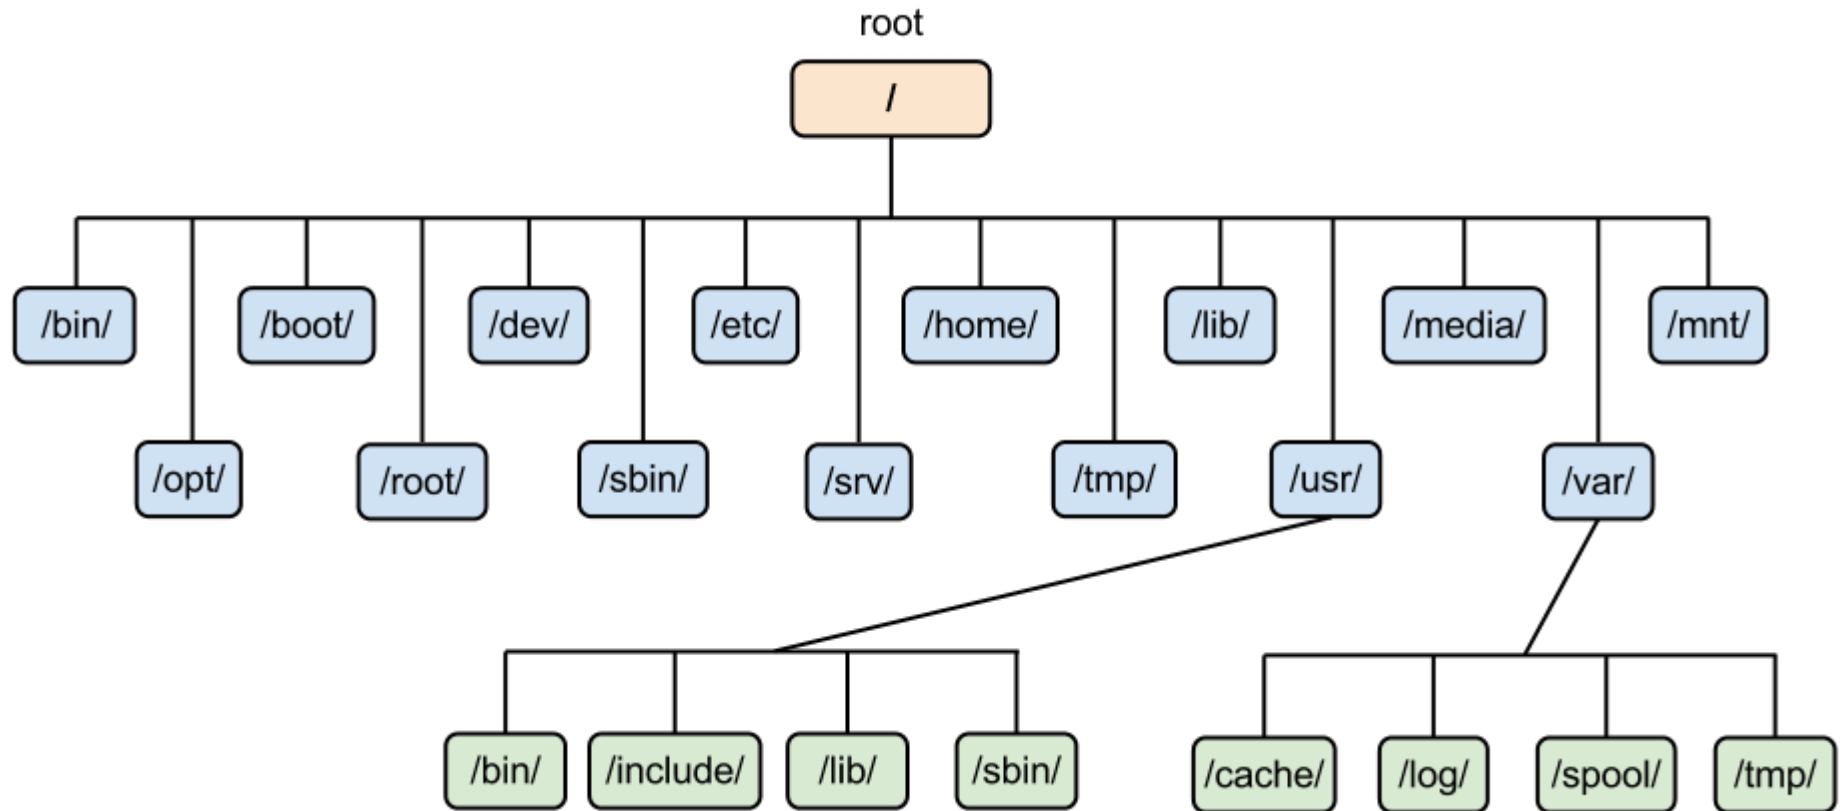 root
/
/bin/
/boot/
/dev/
/etc/
/home/
/lib/
/media/
/mnt/
/opt/
/root/
/sbin/
/srv/
/tmp/
/usr/
/var/
/bin/
/include/
/lib/
/sbin/
/cache/
/log/
/spool/
/tmp/